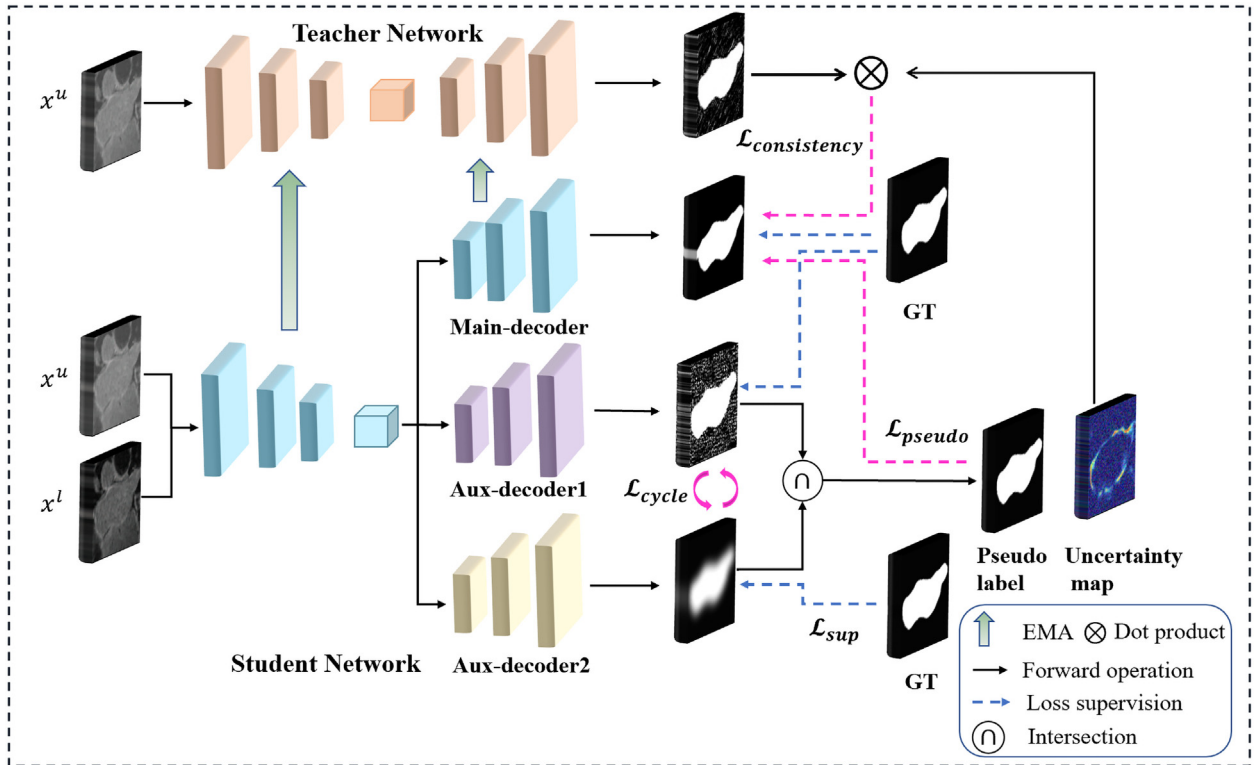 Teacher Network
x^u
ℒ_consistency
GT
Main-decoder
x^u
x^l
ℒ_pseudo
ℒ_cycle
∩
Aux-decoder1
Pseudo label
Uncertainty map
ℒ_sup
Student Network
Aux-decoder2
GT
EMA ⊗ Dot product
Forward operation
Loss supervision
∩ Intersection